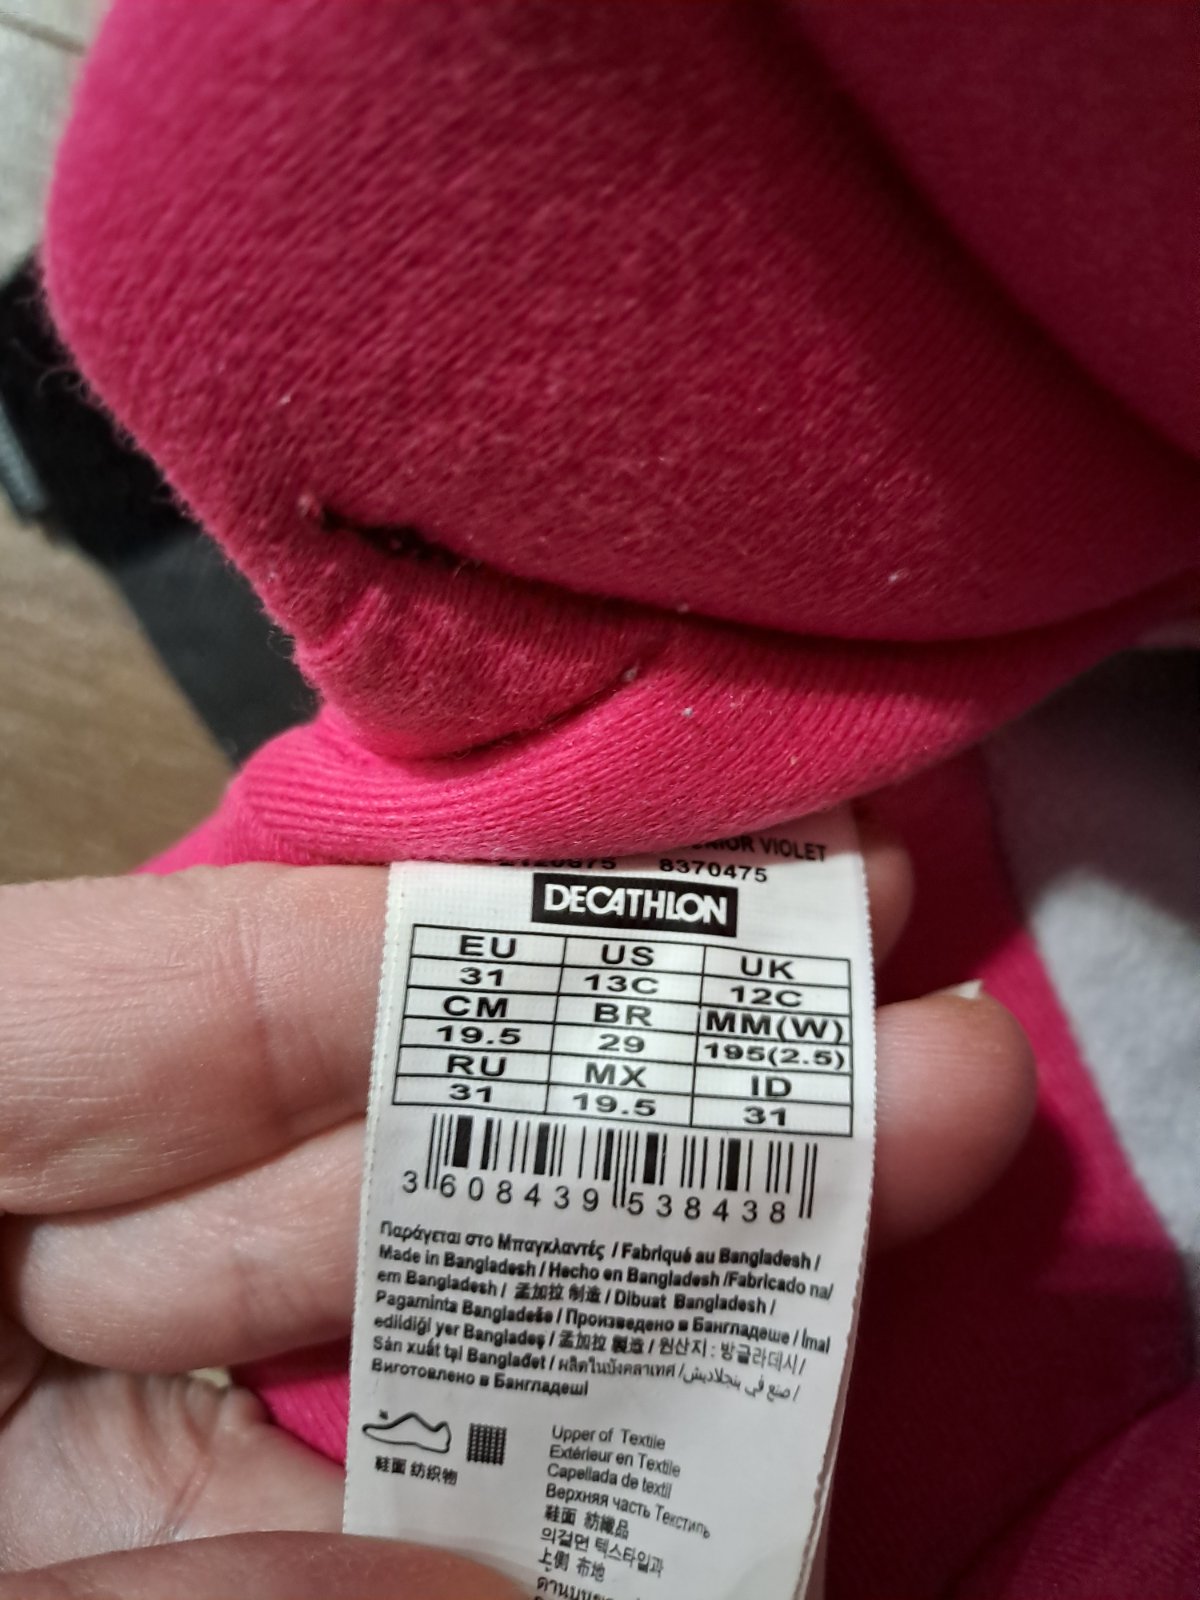 VIOLET
8370475
DECATHLON
EU US UK
31 13C 12C
CM BR MM(W)
19.5 29 195(2.5)
RU MX ID
31 19.5 31
3 608439 538438
Παράγεται στο Μπαγκλαντές / Fabriqué au Bangladesh /
Made in Bangladesh / Hecho en Bangladesh /Fabricado na/
em Bangladesh / 孟加拉 制造 / Dibuat Bangladesh /
Pagaminta Bangladeše / Произведено в Бангладеше / İmal
edildiği yer Bangladeş / 孟加拉 製造 / 원산지 : 방글라데시 /
Sản xuất tại Banglađet / ผลิตในบังคลาเทศ / صنع في بنجلاديش /
Виготовлено в Бангладеші
鞋面 纺织物
Upper of Textile
Extérieur en Textile
Capellada de textil
Верхняя часть Текстиль
鞋面 紡織品
의겉면 텍스타일과
上側 布地